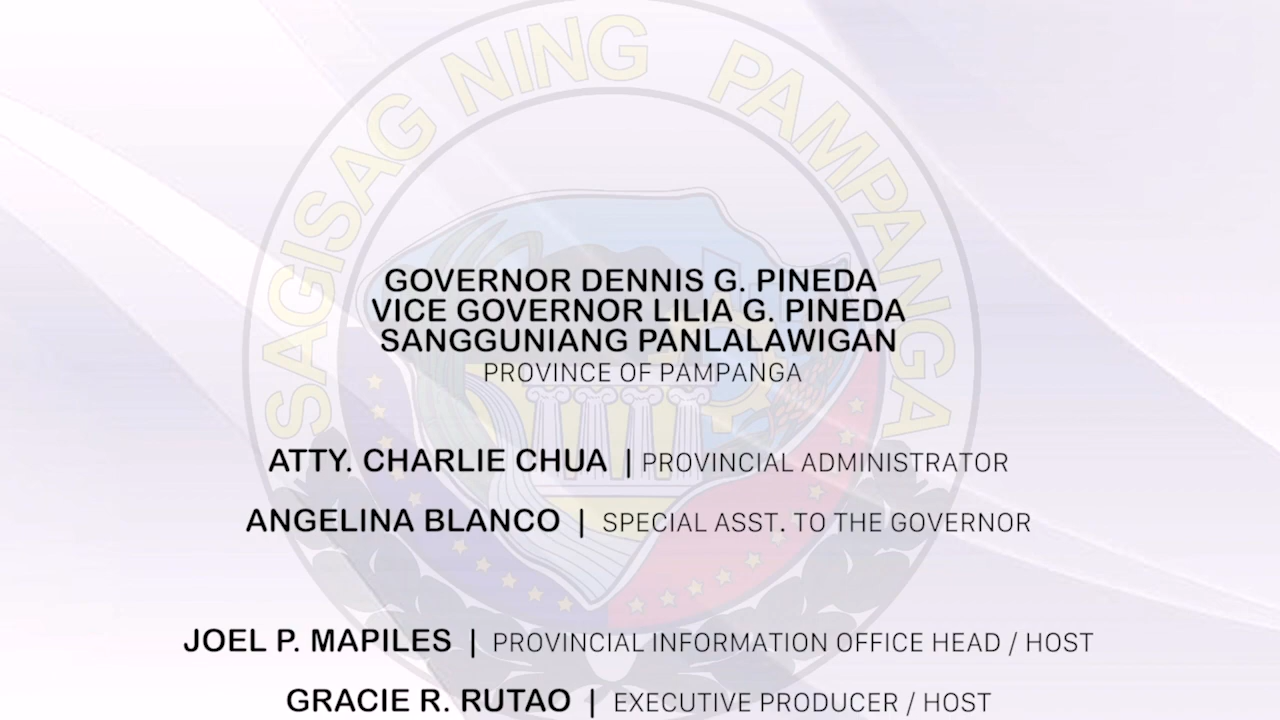 SAGISAG NING PAMPANGA
GOVERNOR DENNIS G. PINEDA
VICE GOVERNOR LILIA G. PINEDA
SANGGUNIANG PANLALAWIGAN
PROVINCE OF PAMPANGA
ATTY. CHARLIE CHUA | PROVINCIAL ADMINISTRATOR
ANGELINA BLANCO | SPECIAL ASST. TO THE GOVERNOR
JOEL P. MAPILES | PROVINCIAL INFORMATION OFFICE HEAD / HOST
GRACIE R. RUTAO | EXECUTIVE PRODUCER / HOST